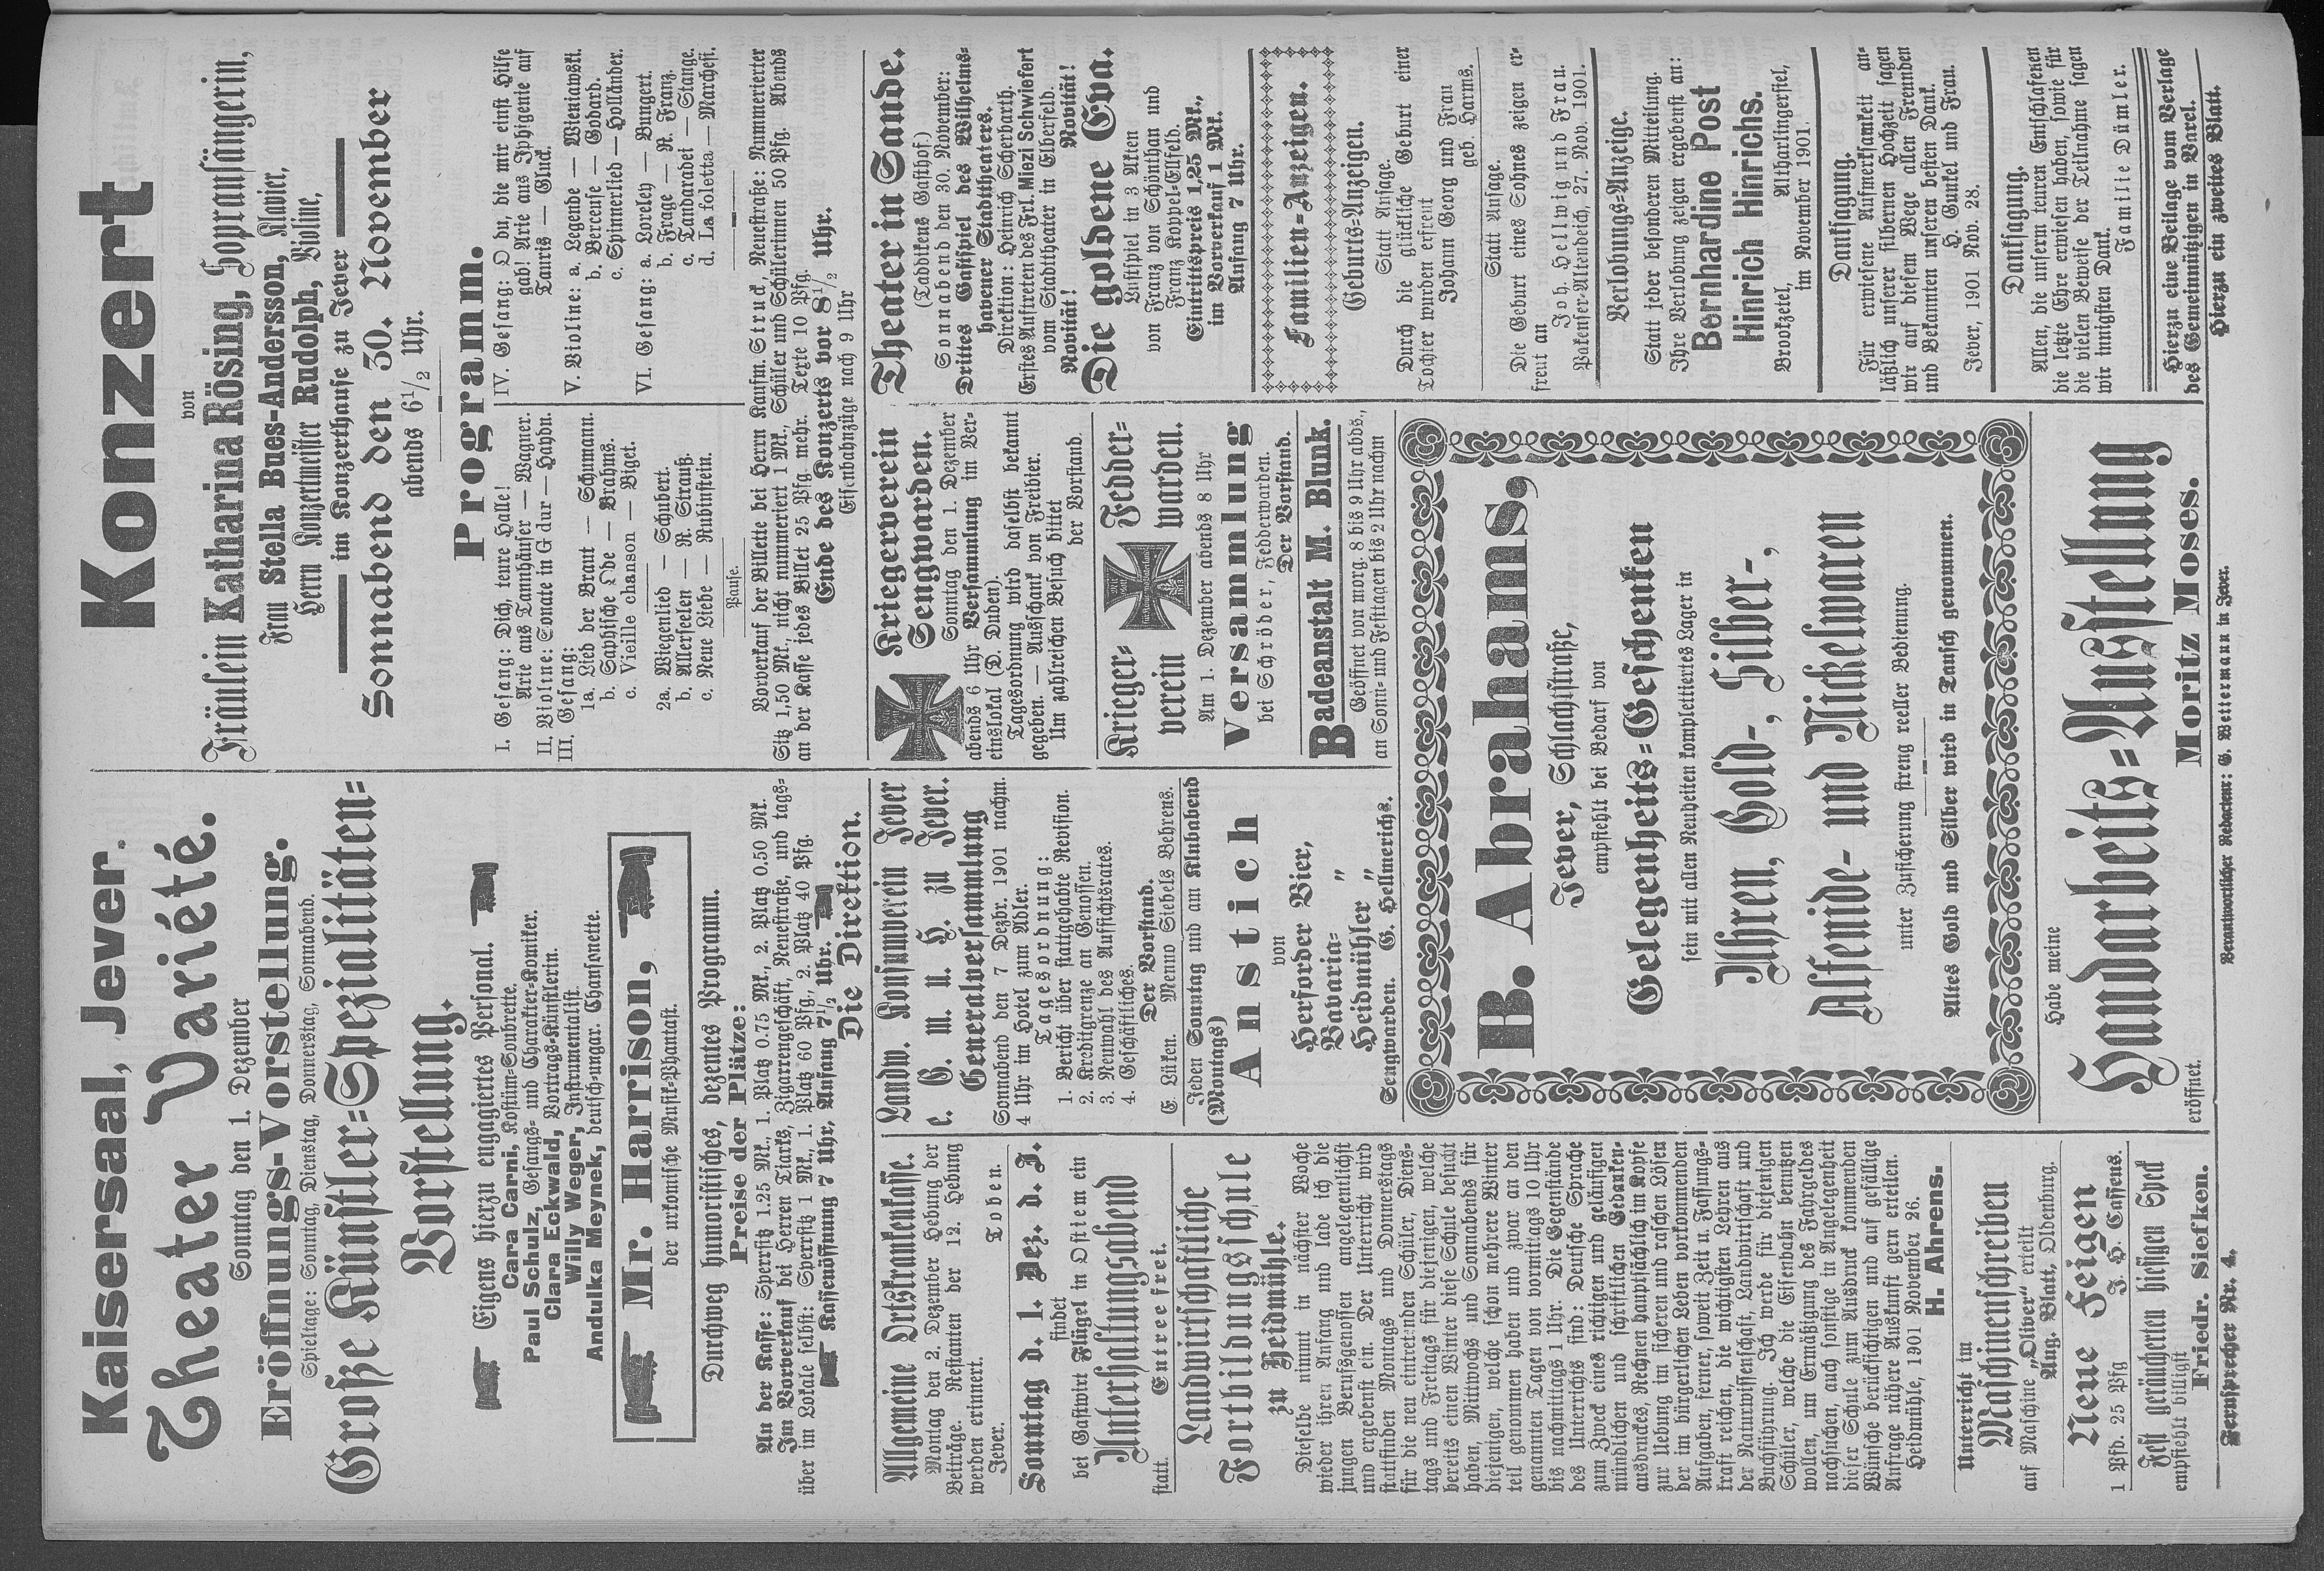 Kaisersaal, Jever.
Theater Variété.
Sonntag den 1. Dezember
Eröffnungs-Vorstellung.
Spieltage: Sonntag, Dienstag, Donnerstag, Sonnabend.
Große Künstler-Spezialitäten-
Vorstellung.
Eigens hierzu engagiertes Personal.
Cara Carni, Kostüm-Soubrette.
Paul Schulz, Gesang- und Charakter-Komiker.
Clara Eckwald, Vortrags-Künstlerin.
Willy Weger, Instrumentalist.
Andulka Meynek, deutsch-ungar. Chansonette.
Mr. Harrison,
der urkomische Musik-Phantast.
Durchweg humoristisches, dezentes Programm.
Preise der Plätze:
An der Kasse: Sperrsitz 1.25 Mk., 1. Platz 0.75 Mk., 2. Platz 0.50 Mk.
Im Vorverkauf bei Herren Tiarks, Zigarrengeschäft, Neuestraße, und tags-
über im Lokale selbst: Sperrsitz 1 Mk., 1. Platz 60 Pfg., 2. Platz 40 Pfg.
Kassenöffnung 7 Uhr, Anfang 7½ Uhr.
Die Direktion.
Konzert
von
Fräulein Katharina Rösing, Sopransängerin,
Frau Stella Bues-Andersson, Klavier,
Herrn Konzertmeister Rudolph, Violine,
im Konzerthause zu Jever
Sonnabend den 30. November
abends 6½ Uhr.
Programm.
I. Gesang: Dich, teure Halle!
Arie aus Tannhäuser — Wagner.
II. Violine: Sonate in G dur — Haydn.
III. Gesang:
1a. Lied der Braut — Schumann.
b. Saphische Ode — Brahms.
c. Vieille chanson — Bizet.
2a. Wiegenlied — Schubert.
b. Allerseelen — R. Strauß.
c. Neue Liebe — Rubinstein.
Pause.
IV. Gesang: O du, die mir einst Hilfe
gab! Arie aus Iphigenie auf
Tauris — Gluck.
V. Violine: a. Legende — Wieniawski.
b. Berceuse — Godard.
c. Spinnerlied — Holländer.
VI. Gesang: a. Loreley — Bungert.
b. Frage — R. Franz.
c. Tandaradei — Stange.
d. La foletta — Marchesi.
Vorverkauf der Billette bei Herrn Kaufm. Struck, Neuestraße: Nummerierter
Sitz 1,50 Mk., nicht nummeriert 1 Mk., Schüler und Schülerinnen 50 Pfg. Abends
an der Kasse jedes Billet 25 Pfg mehr. Texte 10 Pfg.
Ende des Konzerts vor 8½ Uhr.
Eisenbahnzüge nach 9 Uhr
Allgemeine Ortskrankenkasse.
Montag den 2. Dezember Hebung der
Beiträge. Restanten der 12. Hebung
werden erinnert.
Jever. Toben.
Sonntag d. 1. Dez. d. J.
findet
bei Gastwirt Flügel in Ostiem ein
Unterhaltungsabend
statt. Entree frei.
Landwirtschaftliche
Fortbildungsschule
zu Heidmühle.
Dieselbe nimmt in nächster Woche
wieder ihren Anfang und lade ich die
jungen Berufsgenossen angelegentlichst
und ergebenst ein. Der Unterricht wird
stattfinden Montags und Donnerstags
für die neu eintretenden Schüler, Diens-
tags und Freitags für diejenigen, welche
bereits einen Winter diese Schule besucht
haben, Mittwochs und Sonnabends für
diejenigen, welche schon mehrere Winter
teil genommen haben und zwar an den
genannten Tagen von vormittags 10 Uhr
bis nachmittags 1 Uhr. Die Gegenstände
des Unterrichts sind: Deutsche Sprache
zum Zweck eines richtigen und geläufigen
mündlichen und schriftlichen Gedanken-
ausdruckes, Rechnen hauptsächlich im Kopfe
zur Uebung im sicheren und raschen Lösen
der im bürgerlichen Leben vorkommenden
Aufgaben, ferner, soweit Zeit u. Fassungs-
kraft reichen, die wichtigsten Lehren aus
der Naturwissenschaft, Landwirtschaft und
Buchführung. Ich werde für diejenigen
Schüler, welche die Eisenbahn benutzen
wollen, um Ermäßigung des Fahrgeldes
nachsuchen, auch sonstige in Angelegenheit
dieser Schule zum Ausdruck kommenden
Wünsche berücksichtigen und auf gefällige
Anfrage nähere Auskunft gern erteilen.
Heidmühle, 1901 November 26.
H. Ahrens.
Unterricht im
Maschinenschreiben
auf Maschine „Oliver“ erteilt
Aug. Blatt, Oldenburg.
Neue Feigen
1 Pfd. 25 Pfg J. H. Cassens.
Fest geräucherten hiesigen Speck
empfiehlt billigst
Friedr. Siefken.
Fernsprecher Nr. 4.
Landw. Konsumverein Jever
e. G. m. u. H. zu Jever.
Generalversammlung
Sonnabend den 7 Dezbr. 1901 nachm.
4 Uhr im Hotel zum Adler.
Tagesordnung:
1. Bericht über stattgehabte Revision.
2. Kreditgrenze an Genossen.
3. Neuwahl des Aufsichtsrates.
4. Geschäftliches.
Der Vorstand.
E. Lüken. Menno Siebels Behrens.
Jeden Sonntag und am Klubabend
(Montags)
Anstich
von
Herforder Bier,
Bavaria- „
Heidmühler „
Sengwarden. G. Hellmerichs.
Kriegerverein
Sengwarden.
Sonntag den 1. Dezember
abends 6 Uhr Versammlung im Ver-
einslokal (D. Duden).
Tagesordnung wird daselbst bekannt
gegeben. — Ausschank von Freibier.
Um zahlreichen Besuch bittet
der Vorstand.
Krieger- Fedder-
verein warden.
Am 1. Dezember abends 8 Uhr
Versammlung
bei Schröder, Fedderwarden.
Der Vorstand.
Badeanstalt M. Blunk.
Geöffnet von morg. 8 bis 9 Uhr abds.,
an Sonn- und Festtagen bis 2 Uhr nachm
B. Abrahams,
Jever, Schlachtstraße,
empfiehlt bei Bedarf von
Gelegenheits-Geschenken
sein mit allen Neuheiten komplettiertes Lager in
Uhren, Gold-, Silber-,
Alfenide- und Nickelwaren
unter Zusicherung streng reeller Bedienung.
Altes Gold und Silber wird in Tausch genommen.
Habe meine
Handarbeits-Ausstellung
eröffnet. Moritz Moses.
Theater in Sande.
(Tadditens Gasthof.)
Sonnabend den 30. November:
Drittes Gastspiel des Wilhelms-
havener Stadttheaters.
Direktion: Heinrich Scherbarth.
Erstes Auftreten des Frl. Miezi Schwiefert
vom Stadttheater in Elberfeld.
Novität! Novität!
Die goldene Eva.
Lustspiel in 3 Akten
von Franz von Schönthan und
Franz Koppel-Ellfeld.
Eintrittspreis 1,25 Mk.,
im Vorverkauf 1 Mk.
Anfang 7 Uhr.
Familien-Anzeigen.
Geburts-Anzeigen.
Statt Ansage.
Durch die glückliche Geburt einer
Tochter wurden erfreut
Johann Georg und Frau
geb. Harms.
Statt Ansage.
Die Geburt eines Sohnes zeigen er-
freut an
Joh. Hellwig und Frau.
Pakenser-Altendeich, 27. Nov. 1901.
Verlobungs-Anzeige.
Statt jeder besonderen Mitteilung.
Ihre Verlobung zeigen ergebenst an:
Bernhardine Post
Hinrich Hinrichs.
Brookzetel, Altharlingersiel,
im November 1901.
Danksagung.
Für erwiesene Aufmerksamkeit an-
läßlich unserer silbernen Hochzeit sagen
wir auf diesem Wege allen Freunden
und Bekannten unseren besten Dank.
H. Gunkel und Frau.
Jever, 1901 Nov. 28.
Danksagung.
Allen, die unserm teuren Entschlafenen
die letzte Ehre erwiesen haben, sowie für
die vielen Beweise der Teilnahme sagen
wir innigsten Dank.
Familie Dümler.
Hierzu eine Beilage vom Verlage
des Gemeinnützigen in Varel.
Hierzu ein zweites Blatt.
Verantwortlicher Redacteur: G. Wettermann in Jever.